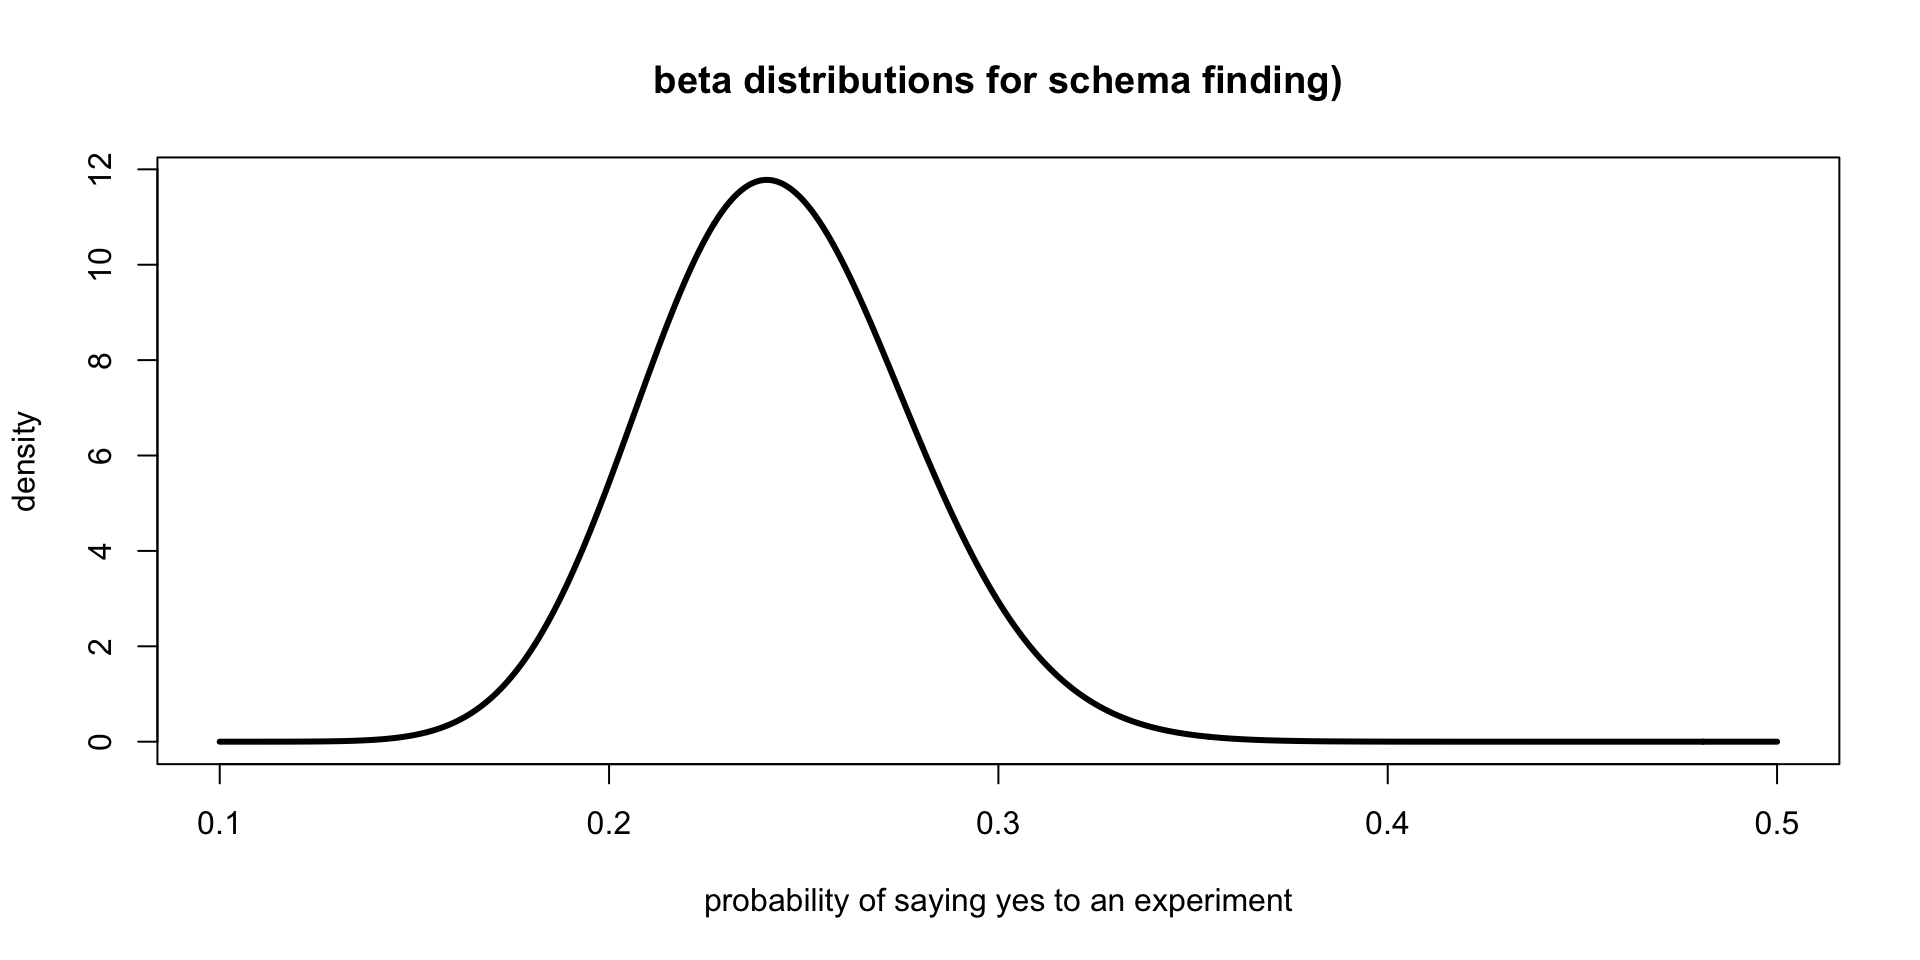 beta distributions for schema finding)
12
10
8
6
4
2
0
density
0.1 0.2 0.3 0.4 0.5
probability of saying yes to an experiment